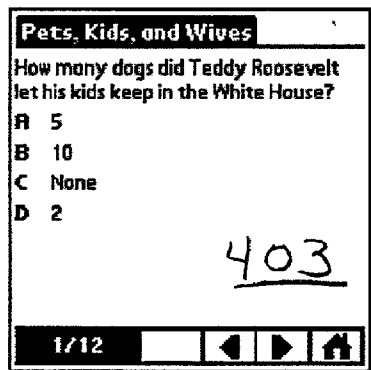 Pets, Kids, and Wives
How many dogs did Teddy Roosevelt
let his kids keep in the White House?
A 5
B 10
C None
D 2
403
1/12